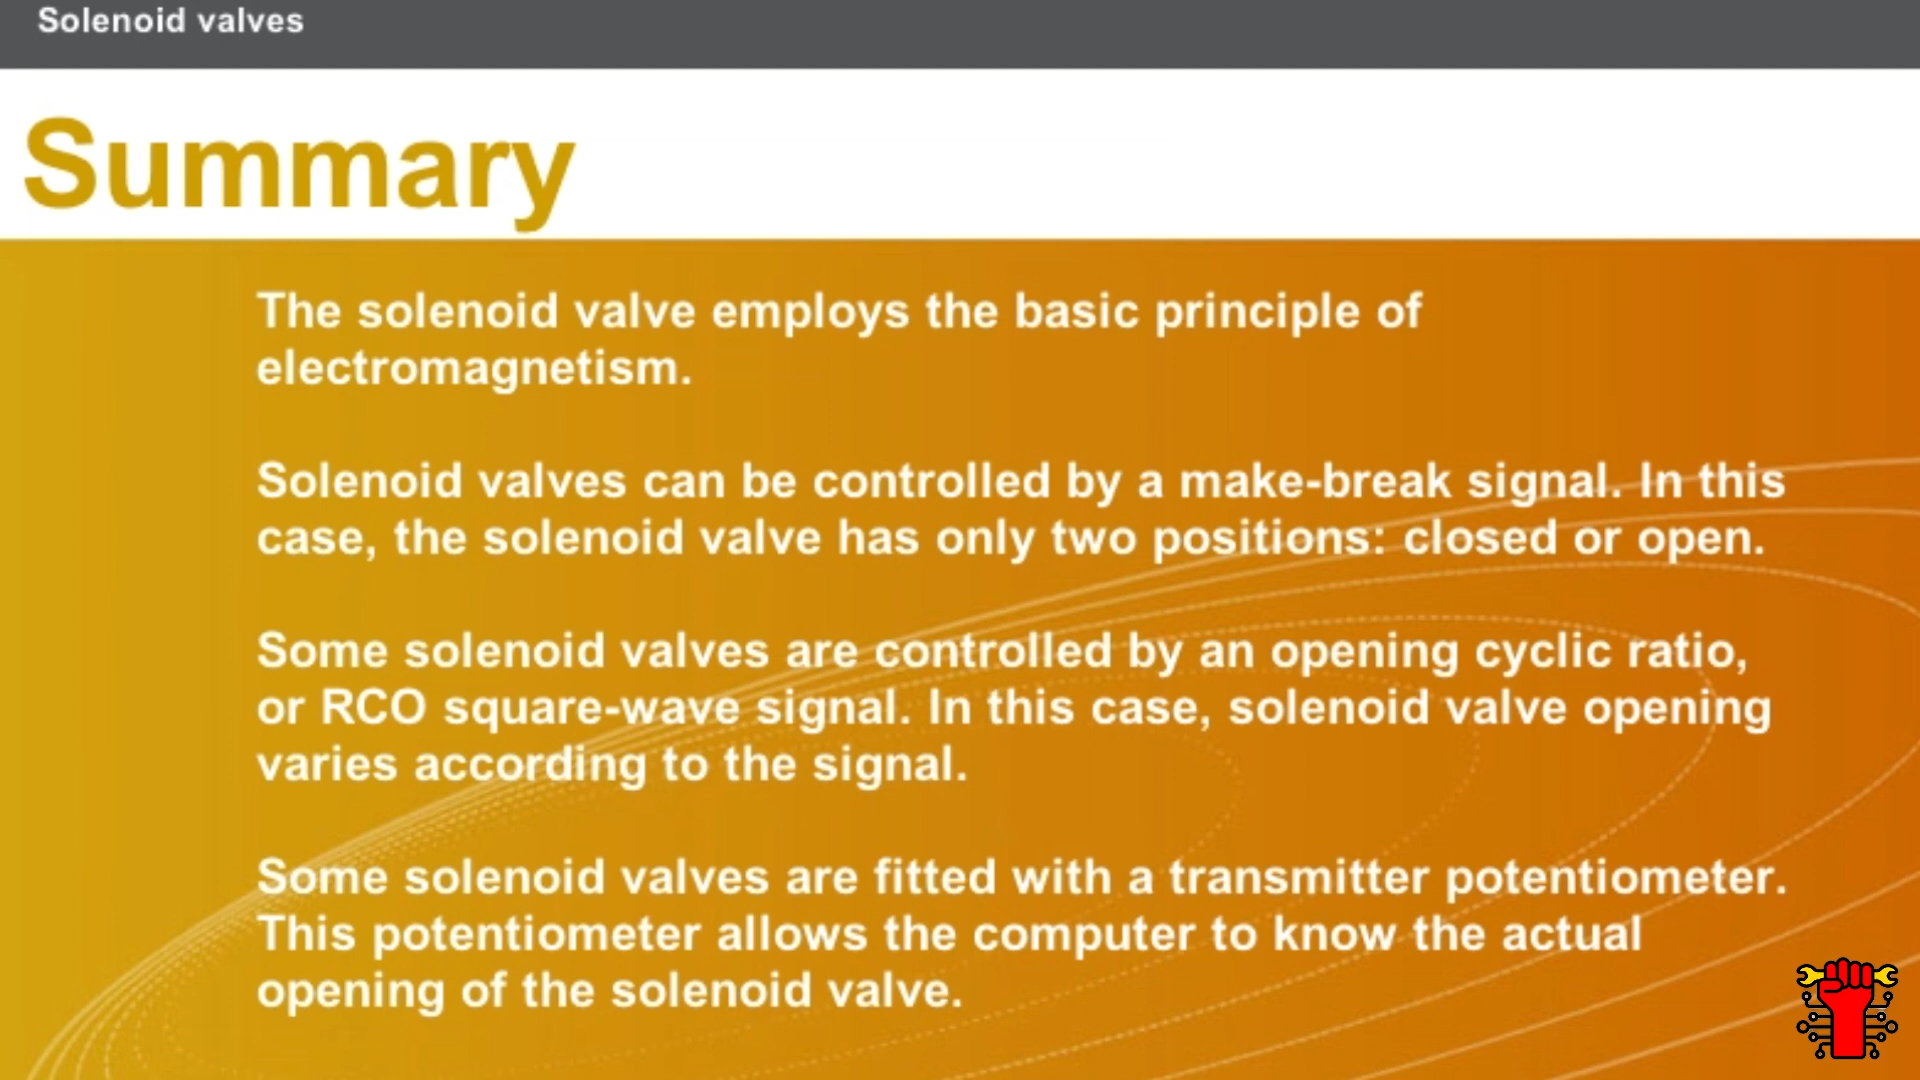 Solenoid valves
Summary
The solenoid valve employs the basic principle of
electromagnetism.
Solenoid valves can be controlled by a make-break signal. In this
case, the solenoid valve has only two positions: closed or open.
Some solenoid valves are controlled by an opening cyclic ratio,
or RCO square-wave signal. In this case, solenoid valve opening
varies according to the signal.
Some solenoid valves are fitted with a transmitter potentiometer.
This potentiometer allows the computer to know the actual
opening of the solenoid valve.